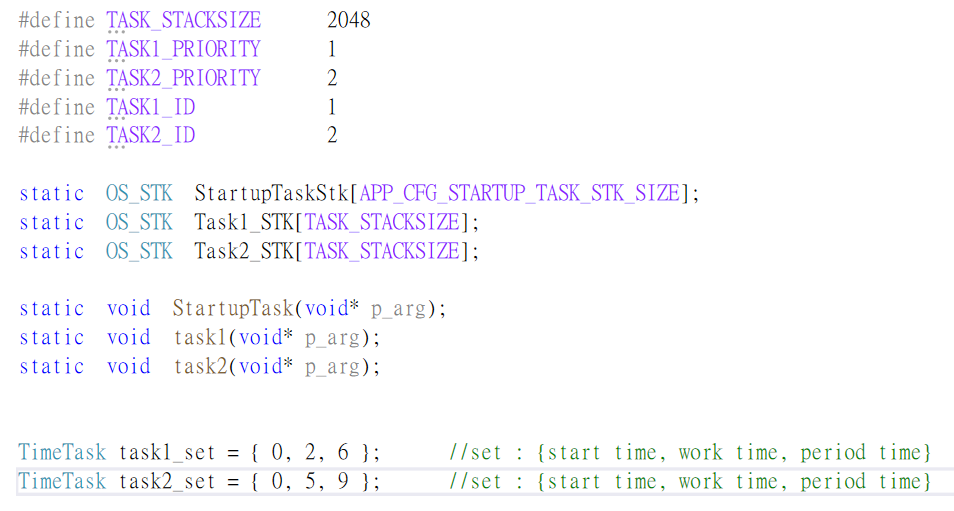 #define TASK_STACKSIZE 2048
#define TASK1_PRIORITY 1
#define TASK2_PRIORITY 2
#define TASK1_ID 1
#define TASK2_ID 2
static OS_STK StartupTaskStk[APP_CFG_STARTUP_TASK_STK_SIZE];
static OS_STK Task1_STK[TASK_STACKSIZE];
static OS_STK Task2_STK[TASK_STACKSIZE];
static void StartupTask(void* p_arg);
static void task1(void* p_arg);
static void task2(void* p_arg);
TimeTask task1_set = { 0, 2, 6 }; //set : {start time, work time, period time}
TimeTask task2_set = { 0, 5, 9 }; //set : {start time, work time, period time}